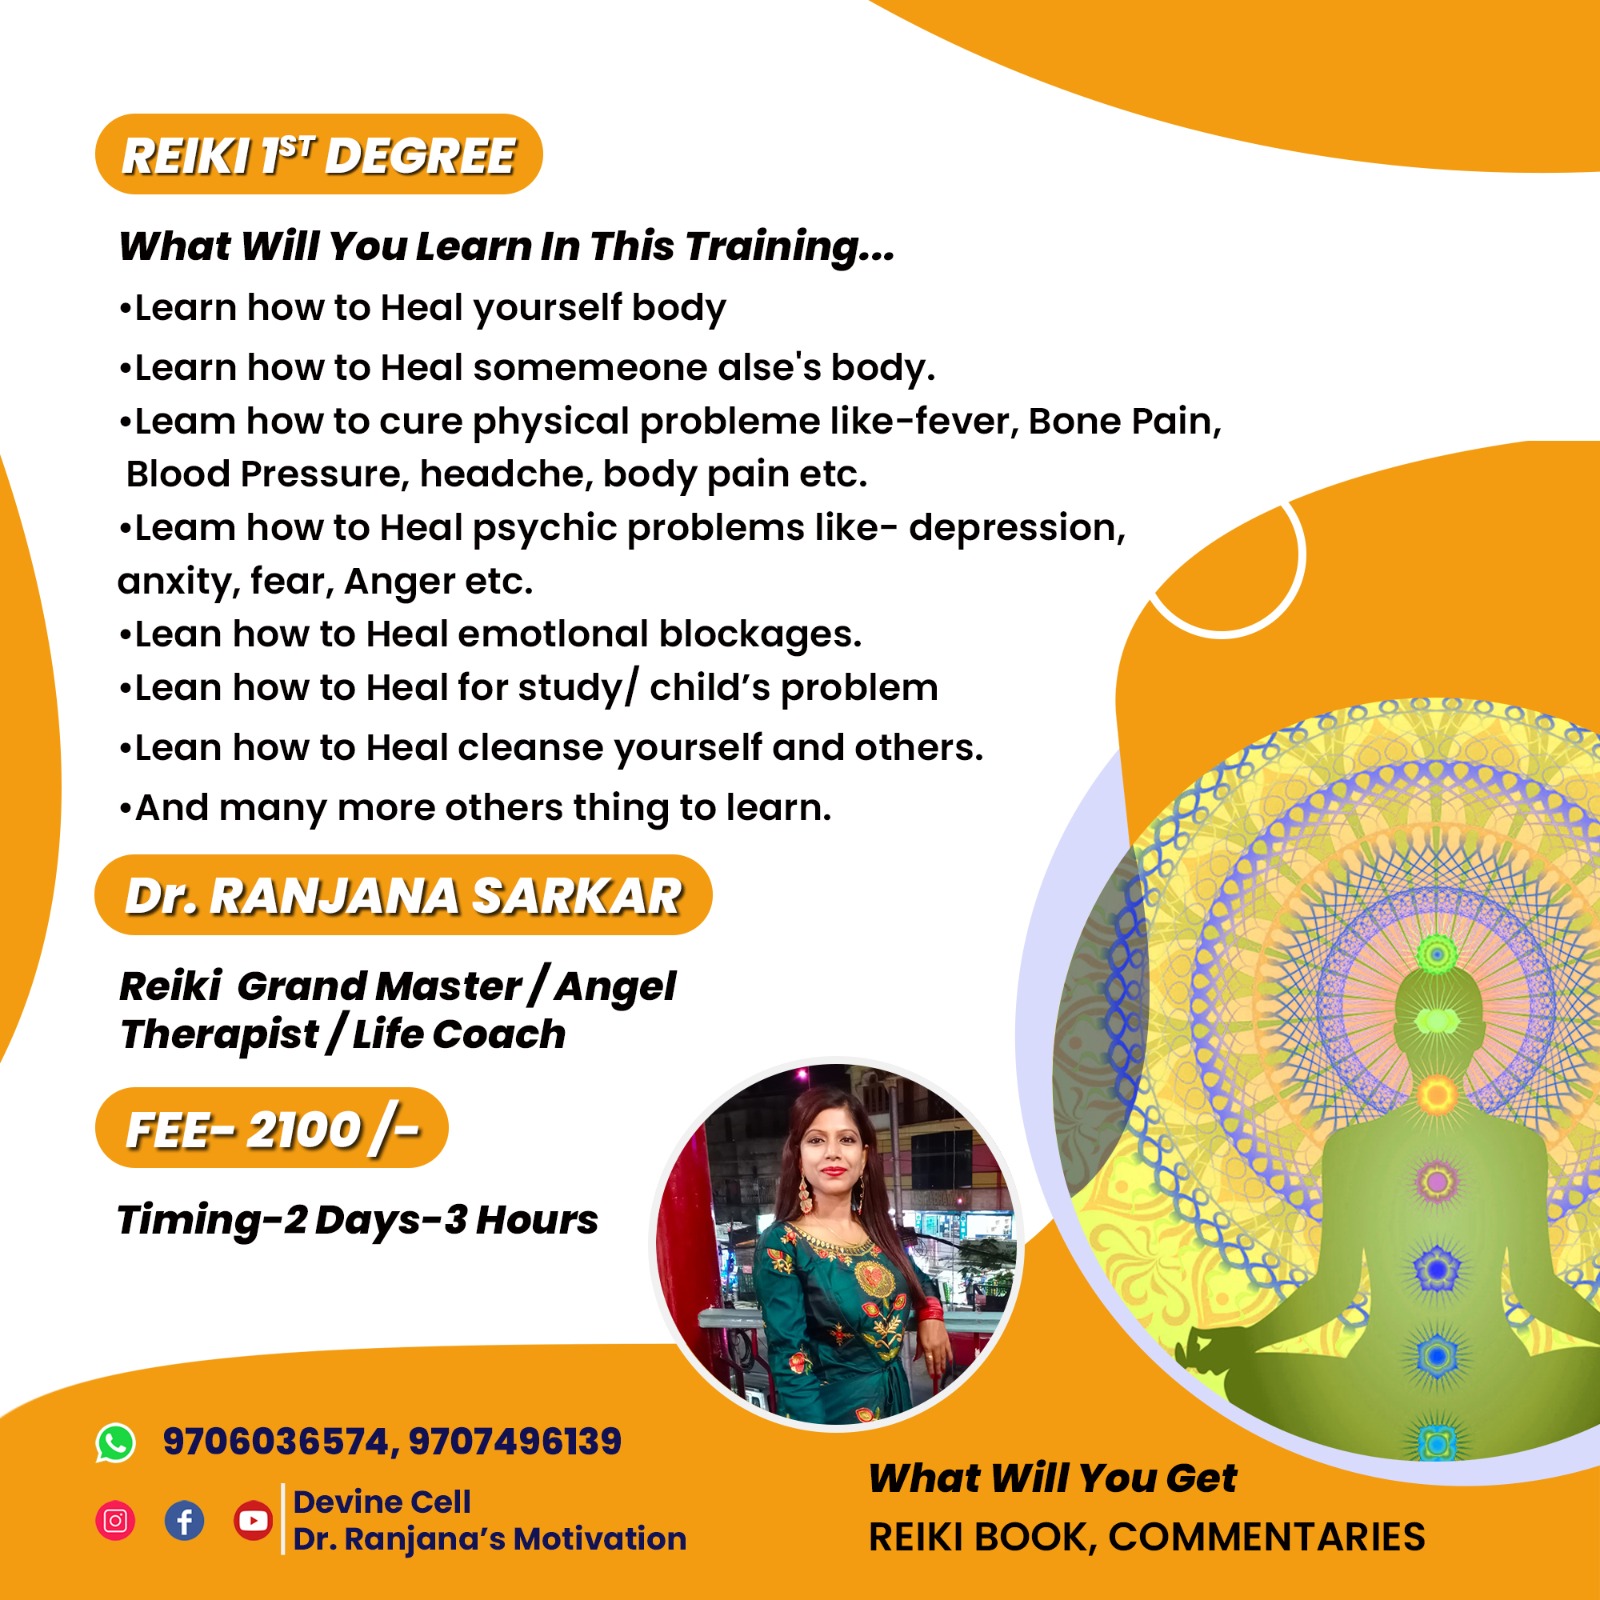 REIKI 1ST DEGREE
What Will You Learn In This Training...
•Learn how to Heal yourself body
•Learn how to Heal somemeone alse's body.
•Leam how to cure physical probleme like-fever, Bone Pain,
Blood Pressure, headche, body pain etc.
•Leam how to Heal psychic problems like- depression,
anxity, fear, Anger etc.
•Lean how to Heal emotlonal blockages.
•Lean how to Heal for study/ child’s problem
•Lean how to Heal cleanse yourself and others.
•And many more others thing to learn.
Dr. RANJANA SARKAR
Reiki Grand Master / Angel
Therapist / Life Coach
FEE- 2100 /-
Timing-2 Days-3 Hours
9706036574, 9707496139
Devine Cell
Dr. Ranjana’s Motivation
What Will You Get
REIKI BOOK, COMMENTARIES